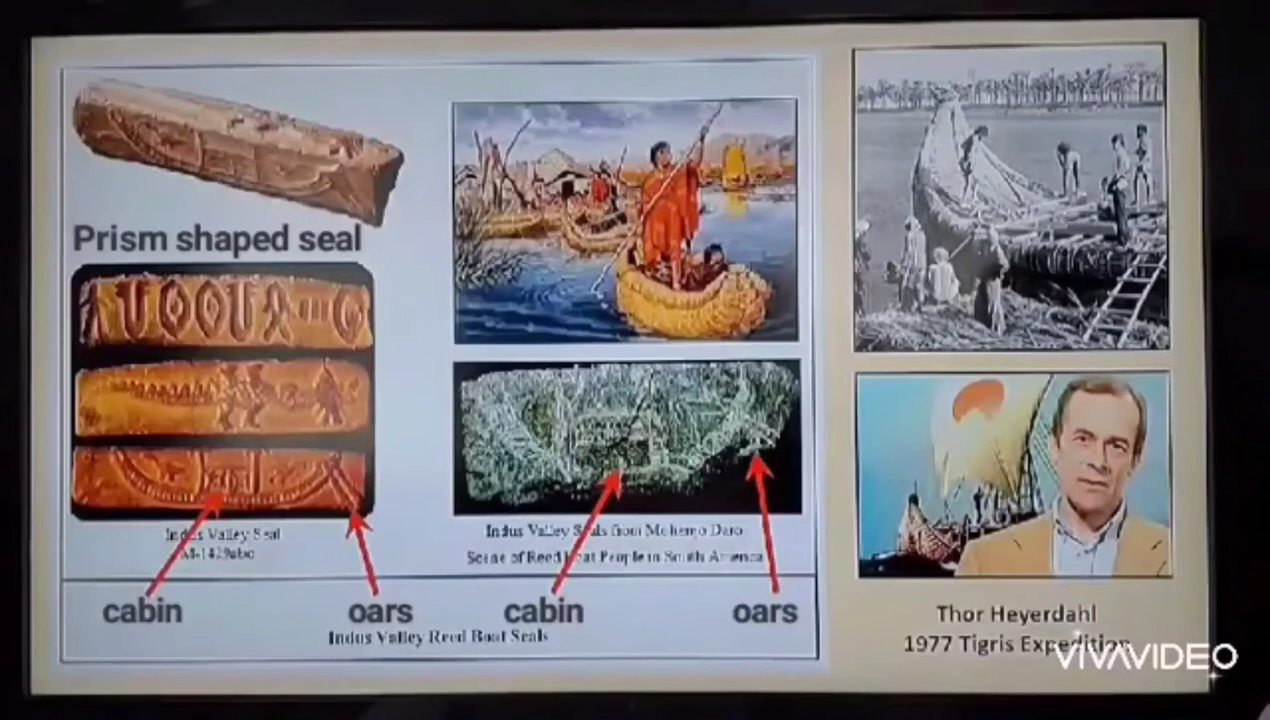 Prism shaped seal
Indus Valley Seal
Indus Valley Seals from Mohenjo Daro
Scene of Reed Boat People in South America
cabin
oars
cabin
oars
Indus Valley Reed Boat Seals
Thor Heyerdahl
1977 Tigris Expedition
VIVAVIDEO